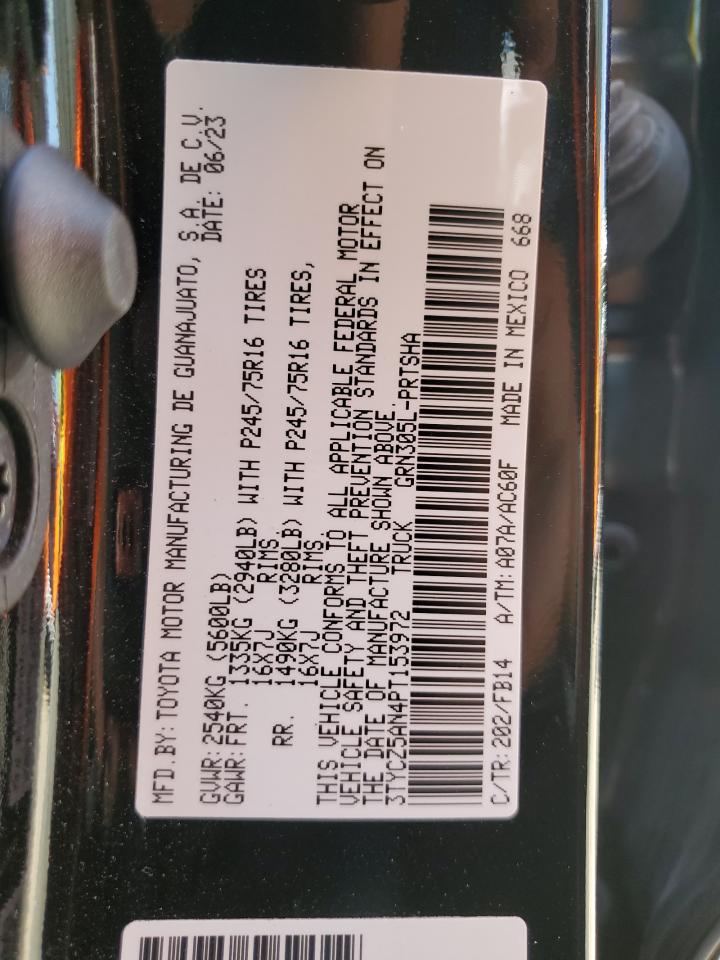 MFD.BY:TOYOTA MOTOR MANUFACTURING DE GUANAJUATO, S.A. DE C.V.
DATE: 06/23
GVWR:2540KG (5600LB)
GAWR:FRT. 1335KG (2940LB) WITH P245/75R16 TIRES
16X7J RIMS.
RR. 1490KG (3280LB) WITH P245/75R16 TIRES,
16X7J RIMS.
THIS VEHICLE CONFORMS TO ALL APPLICABLE FEDERAL MOTOR
VEHICLE SAFETY AND THEFT PREVENTION STANDARDS IN EFFECT ON
THE DATE OF MANUFACTURE SHOWN ABOVE.
3TYCZ5AN4PT153972 TRUCK GRN305L-PRTSHA
C/TR:202/FB14 A/TM:A07A/AC60F MADE IN MEXICO 668